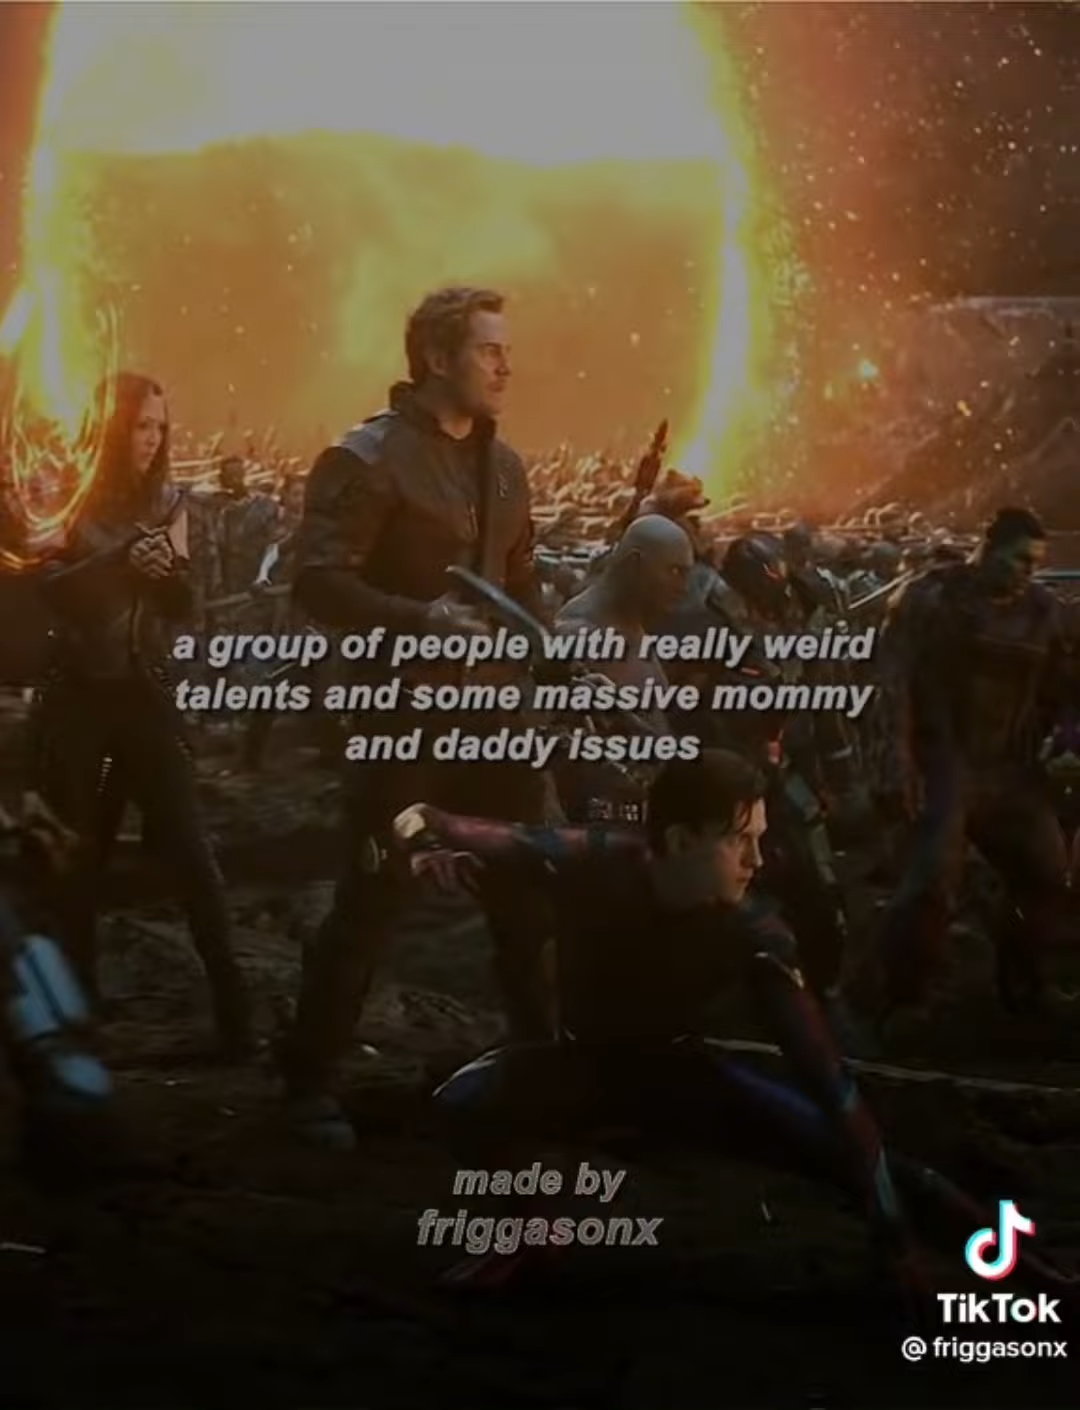 a group of people with really weird
talents and some massive mommy
and daddy issues
made by
friggasonx
TikTok
@ friggasonx